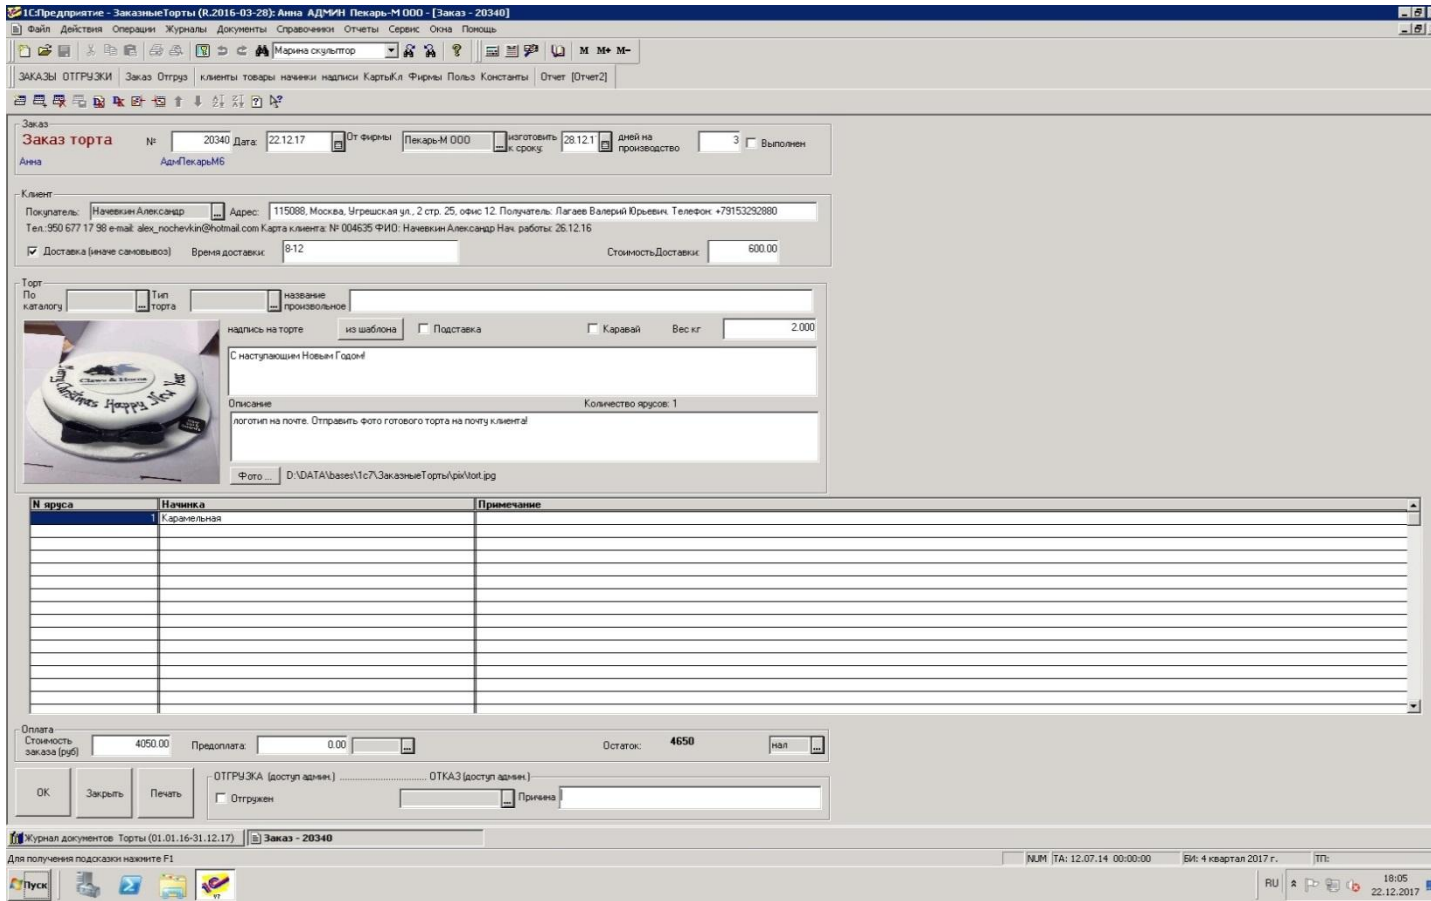 1С:Предприятие - ЗаказныеТорты (R.2016-03-28): Анна АДМИН Пекарь-М ООО - [Заказ - 20340]
Файл Действия Операции Журналы Документы Справочники Отчеты Сервис Окна Помощь
Марина скульптор M M+ M-
ЗАКАЗЫ ОТГРУЗКИ Заказ Отгруз клиенты товары начинки надписи КартыКл Фирмы Польз Константы Отчет [Отчет2]
Заказ
Заказ торта № 20340 Дата: 22.12.17 От фирмы Пекарь-М ООО ... изготовить к сроку: 28.12.1 дней на производство 3 Выполнен
Анна АдмПекарьМ6
Клиент
Покупатель: Начевкин Александр ... Адрес: 115088, Москва, Угрешская ул., 2 стр. 25, офис 12. Получатель: Лагаев Валерий Юрьевич. Телефон: +79153292880
Тел.:950 677 17 98 e-mail: alex_nochevkin@hotmail.com Карта клиента: № 004635 ФИО: Начевкин Александр Нач. работы: 26.12.16
Доставка (иначе самовывоз) Время доставки: 8-12 СтоимостьДоставки: 600.00
Торт
По каталогу ... Тип торта ... название произвольное
надпись на торте из шаблона Подставка Каравай Вес кг 2.000
С наступающим Новым Годом!
Claws & Horns
Christmas Happy New Year
Описание Количество ярусов: 1
логотип на почте. Отправить фото готового торта на почту клиента!
Фото ... D:\DATA\bases\1c7\ЗаказныеТорты\pix\tort.jpg
N яруса Начинка Примечание
1 Карамельная
Оплата
Стоимость заказа (руб) 4050.00 Предоплата: 0.00 ... Остаток: 4650 нал ...
OK Закрыть Печать
ОТГРУЗКА (доступ админ.) ................................ ОТКАЗ (доступ админ.)
Отгружен ... Причина
Журнал документов Торты (01.01.16-31.12.17) Заказ - 20340
Для получения подсказки нажмите F1 NUM TA: 12.07.14 00:00:00 БИ: 4 квартал 2017 г. ТП:
Пуск RU 18:05
22.12.2017